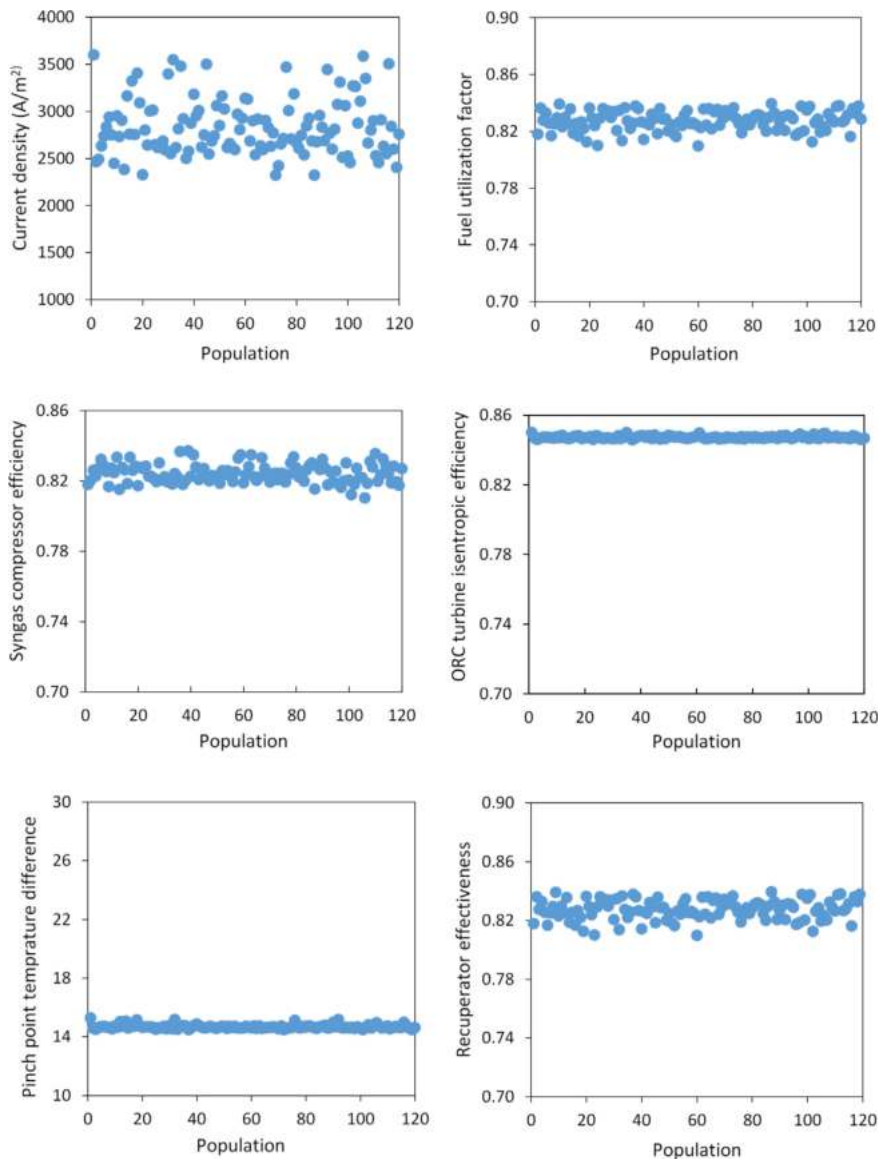 Current density (A/m²)
4000
3500
3000
2500
2000
1500
1000
0 20 40 60 80 100 120
Population
Fuel utilization factor
0.90
0.86
0.82
0.78
0.74
0.70
0 20 40 60 80 100 120
Population
Syngas compressor efficiency
0.86
0.82
0.78
0.74
0.70
0 20 40 60 80 100 120
Population
ORC turbine isentropic efficiency
0.86
0.82
0.78
0.74
0.70
0 20 40 60 80 100 120
Population
Pinch point temprature difference
30
26
22
18
14
10
0 20 40 60 80 100 120
Population
Recuperator effectiveness
0.90
0.86
0.82
0.78
0.74
0.70
0 20 40 60 80 100 120
Population